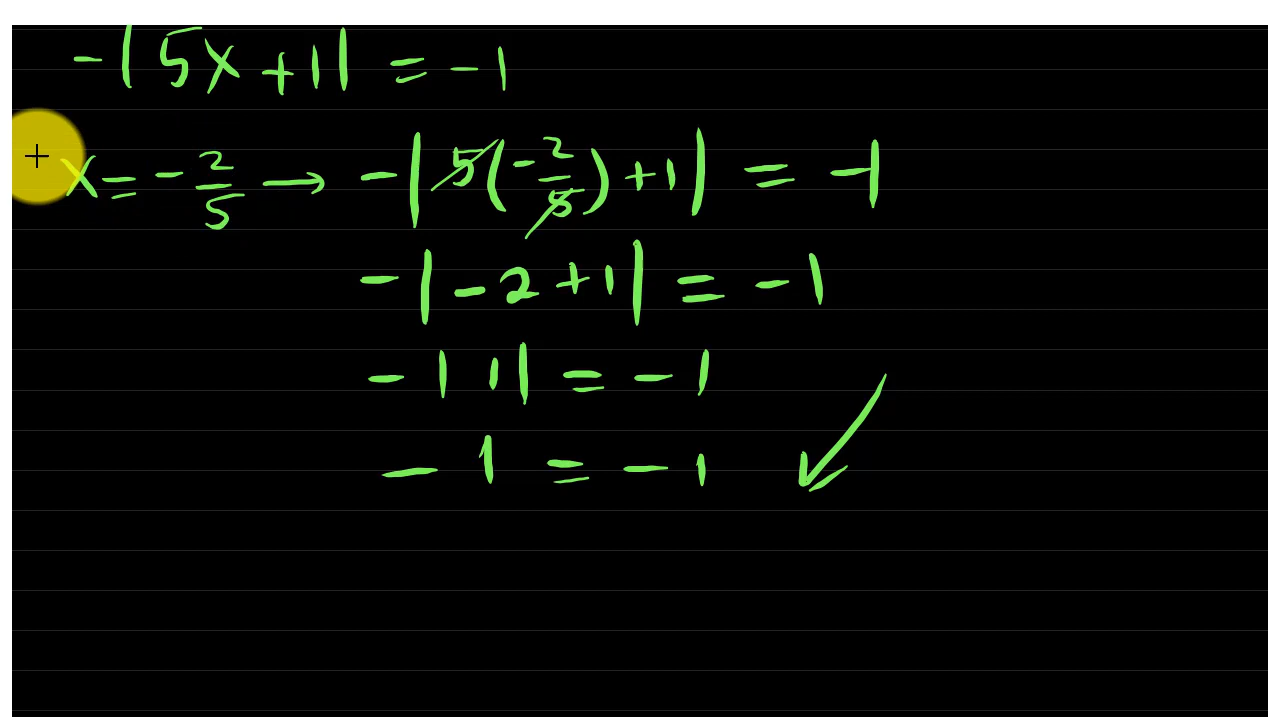 -|5x+1| = -1
x = -2/5 → -|5(-2/5)+1| = -1
-|-2+1| = -1
-|1| = -1
-1 = -1